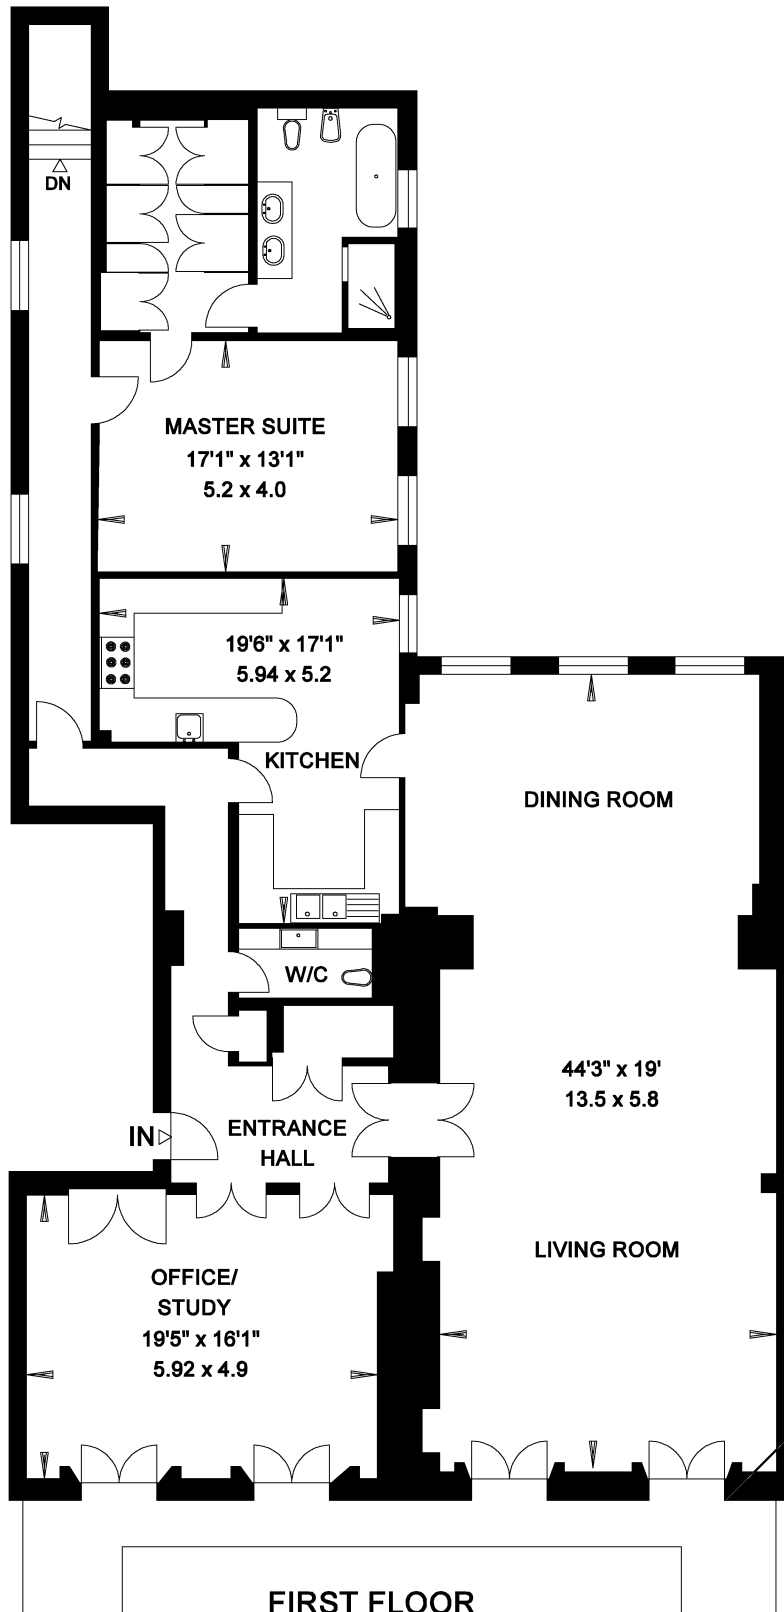 DN
MASTER SUITE
17'1" x 13'1"
5.2 x 4.0
19'6" x 17'1"
5.94 x 5.2
KITCHEN
DINING ROOM
W/C
44'3" x 19'
13.5 x 5.8
IN
ENTRANCE
HALL
LIVING ROOM
OFFICE/
STUDY
19'5" x 16'1"
5.92 x 4.9
FIRST FLOOR